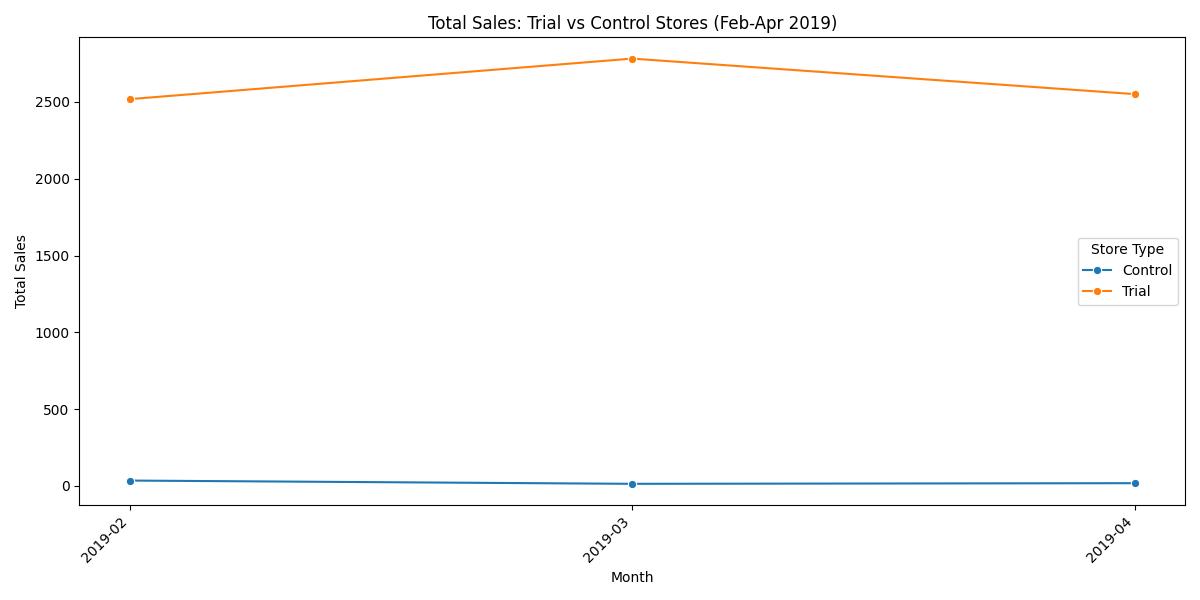 Total Sales: Trial vs Control Stores (Feb-Apr 2019)
Total Sales
2500
2000
1500
1000
500
0
Store Type
Control
Trial
2019-02
2019-03
2019-04
Month